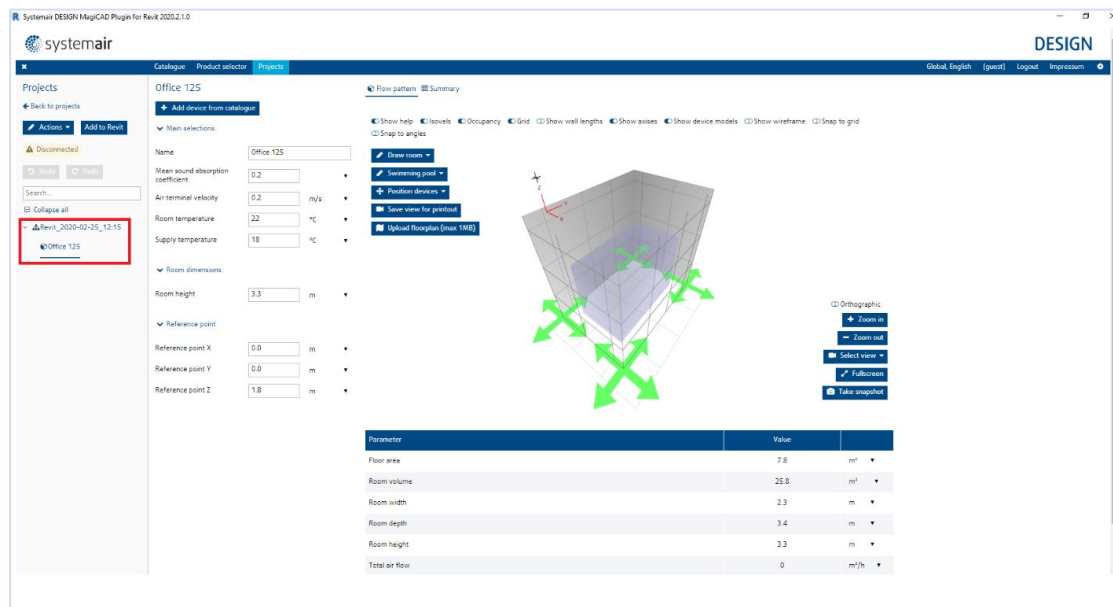 Systemair DESIGN MagiCAD Plugin for Revit 2020.2.1.0
systemair
DESIGN
Catalogue Product selector Projects
Global, English [guest] Logout Impressum
Projects
Back to projects
Actions Add to Revit
Disconnected
Undo Redo
Search...
Collapse all
Revit_2020-02-25_12:15
Office 125
Office 125
Add device from catalogue
Main selections
Name Office 125
Mean sound absorption
coefficient 0.2
Air terminal velocity 0.2 m/s
Room temperature 22 °C
Supply temperature 18 °C
Room dimensions
Room height 3.3 m
Reference point
Reference point X 0.0 m
Reference point Y 0.0 m
Reference point Z 1.8 m
Flow pattern Summary
Show help Isovels Occupancy Grid Show wall lengths Show axises Show device models Show wireframe Snap to grid
Snap to angles
Draw room
Swimming pool
Position devices
Save view for printout
Upload floorplan (max 1MB)
Z
Y
X
Orthographic
Zoom in
Zoom out
Select view
Fullscreen
Take snapshot
Parameter Value
Floor area 7.8 m²
Room volume 25.8 m³
Room width 2.3 m
Room depth 3.4 m
Room height 3.3 m
Total air flow 0 m³/h